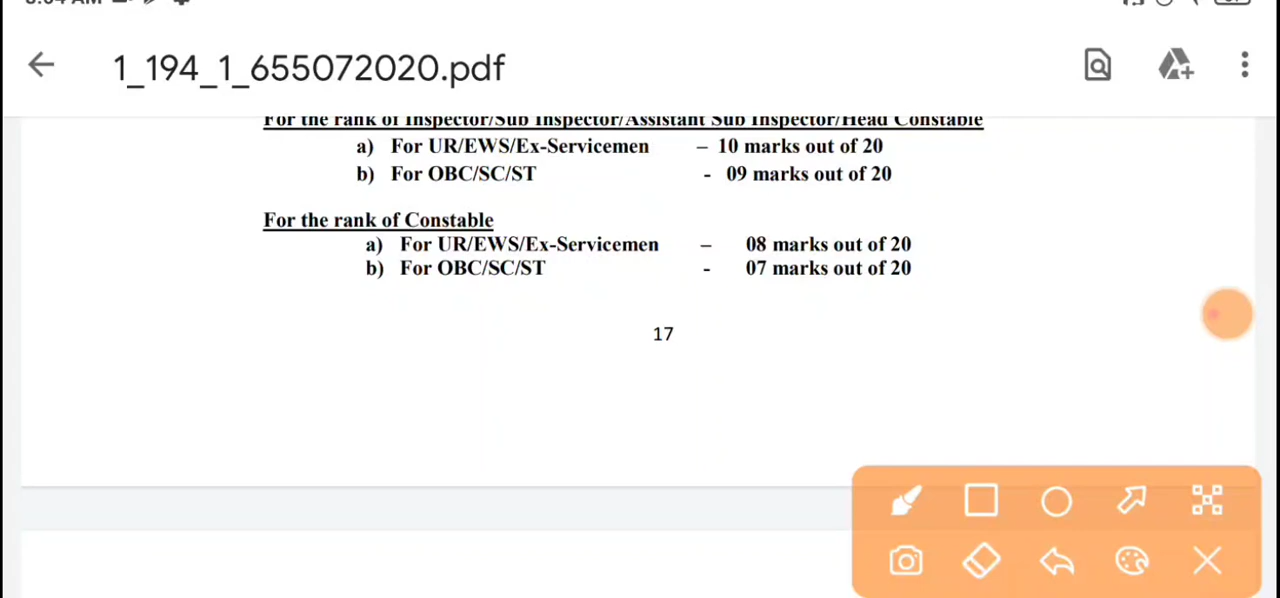 1_194_1_655072020.pdf
For the rank of Inspector/Sub Inspector/Assistant Sub Inspector/Head Constable
a) For UR/EWS/Ex-Servicemen – 10 marks out of 20
b) For OBC/SC/ST - 09 marks out of 20
For the rank of Constable
a) For UR/EWS/Ex-Servicemen – 08 marks out of 20
b) For OBC/SC/ST - 07 marks out of 20
17